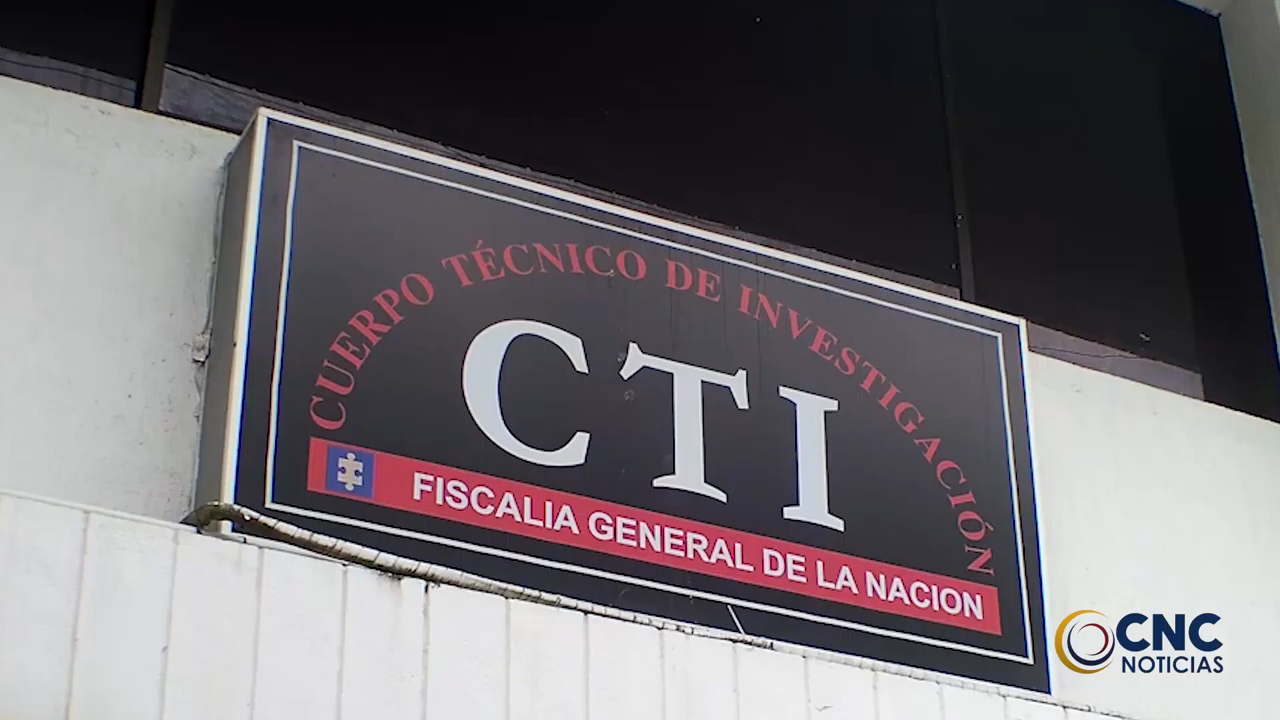 CUERPO TÉCNICO DE INVESTIGACIÓN
CTI
FISCALIA GENERAL DE LA NACION
CNC
NOTICIAS